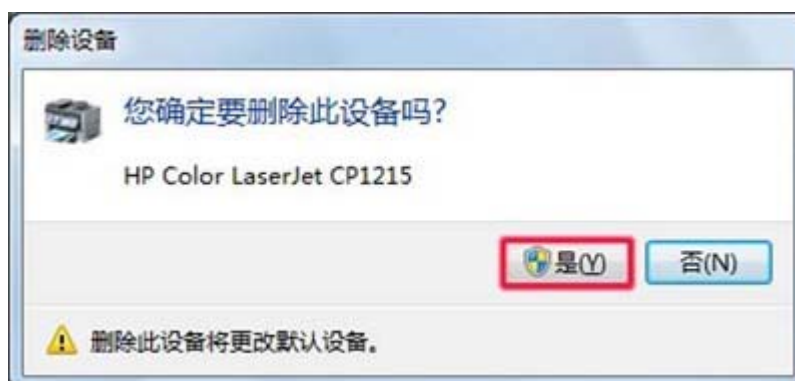 删除设备
您确定要删除此设备吗?
HP Color LaserJet CP1215
是(Y) 否(N)
删除此设备将更改默认设备。